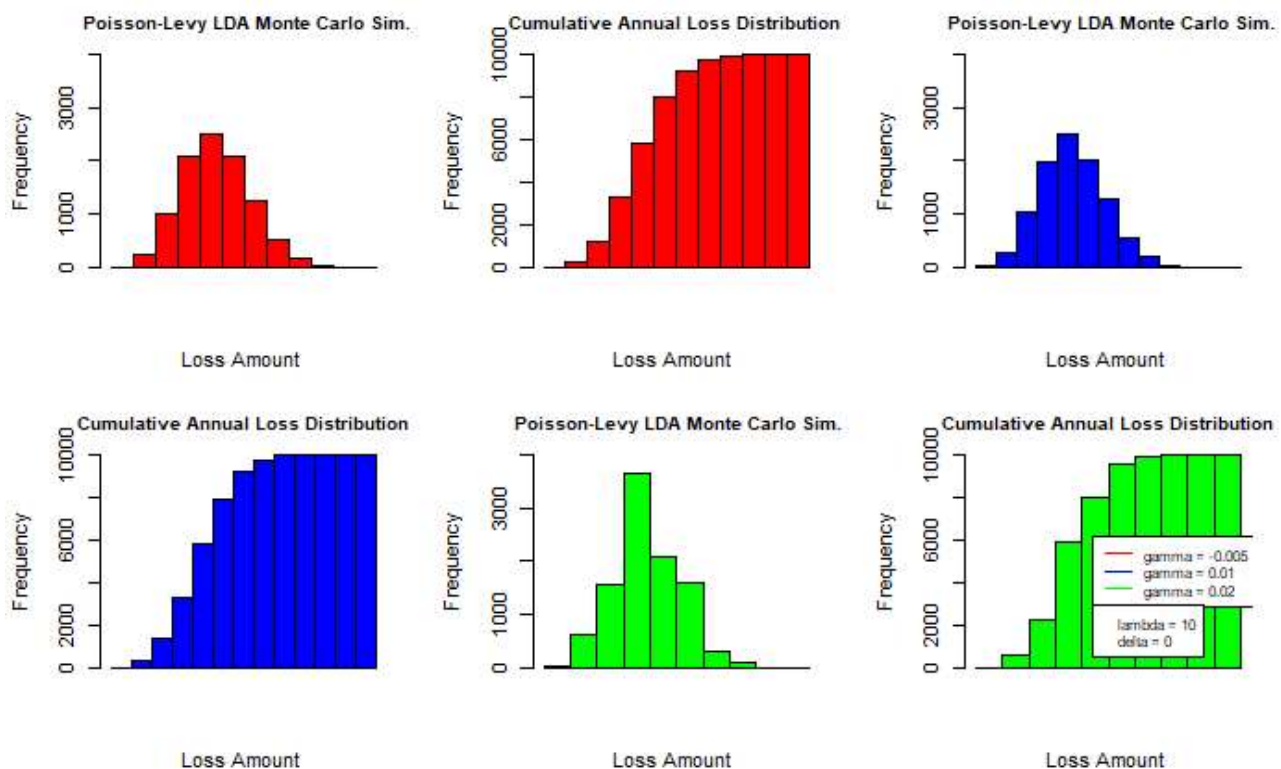 Poisson-Levy LDA Monte Carlo Sim.
Frequency
3000
1000
0
Loss Amount
Cumulative Annual Loss Distribution
Frequency
10000
6000
2000
0
Loss Amount
Poisson-Levy LDA Monte Carlo Sim.
Frequency
3000
1000
0
Loss Amount
Cumulative Annual Loss Distribution
Frequency
10000
6000
2000
0
Loss Amount
Poisson-Levy LDA Monte Carlo Sim.
Frequency
3000
1000
0
Loss Amount
Cumulative Annual Loss Distribution
Frequency
10000
6000
2000
0
gamma = -0.005
gamma = 0.01
gamma = 0.02
lambda = 10
delta = 0
Loss Amount